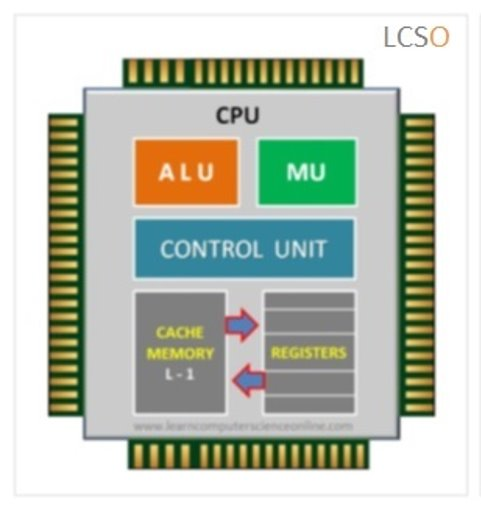 LCSO
CPU
ALU
MU
CONTROL UNIT
CACHE
MEMORY
L - 1
REGISTERS
www.learncomputerscienceonline.com